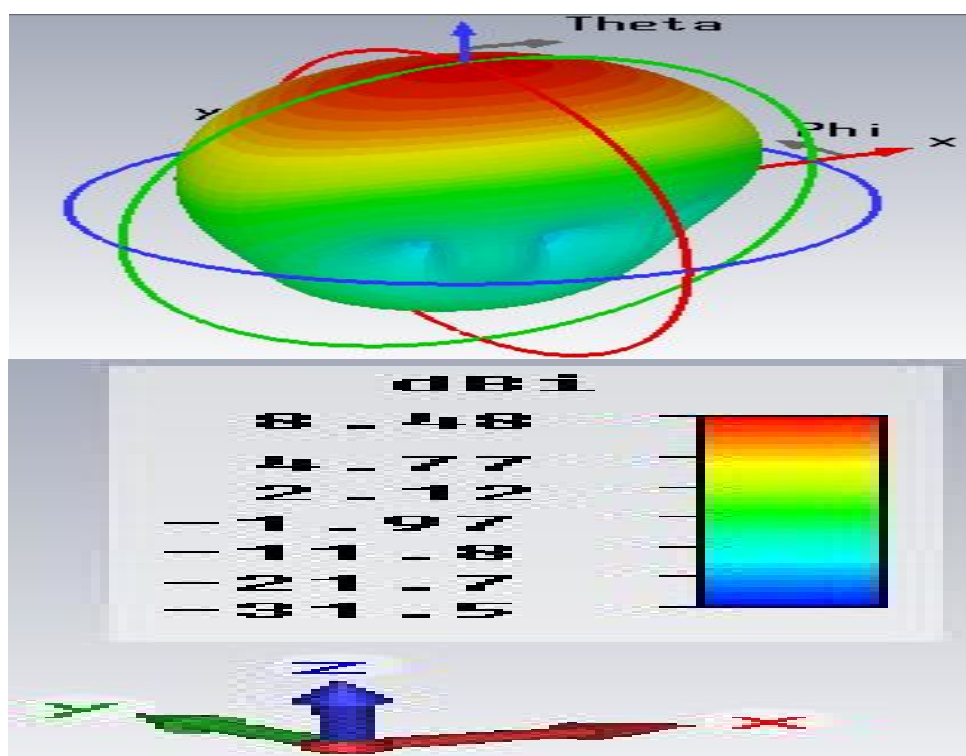 Theta
y
Phi
x
dBi
8.48
4.77
2.12
-1.97
-11.8
-21.7
-31.5
Z
Y
X